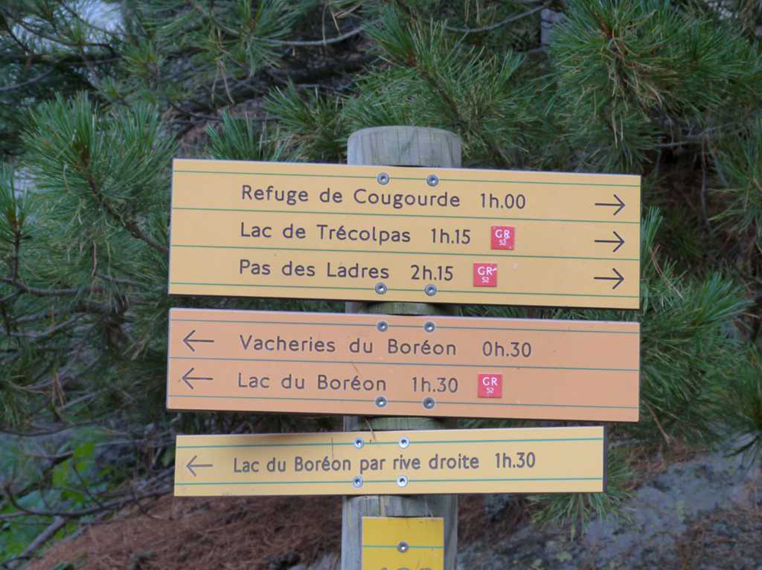 Refuge de Cougourde 1h.00 →
Lac de Trécolpas 1h.15 GR 52 →
Pas des Ladres 2h.15 GR 52 →
← Vacheries du Boréon 0h.30
← Lac du Boréon 1h.30 GR 52
← Lac du Boréon par rive droite 1h.30